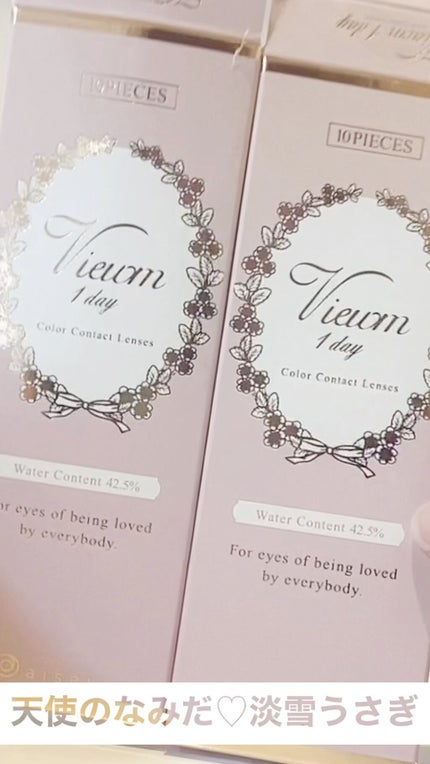 10PIECES
Viewm
1 day
Color Contact Lenses
Water Content 42.5%
or eyes of being loved
by everybody.
10PIECES
Viewm
1 day
Color Contact Lenses
Water Content 42.5%
For eyes of being loved
by everybody.
天使のなみだ♡淡雪うさぎ